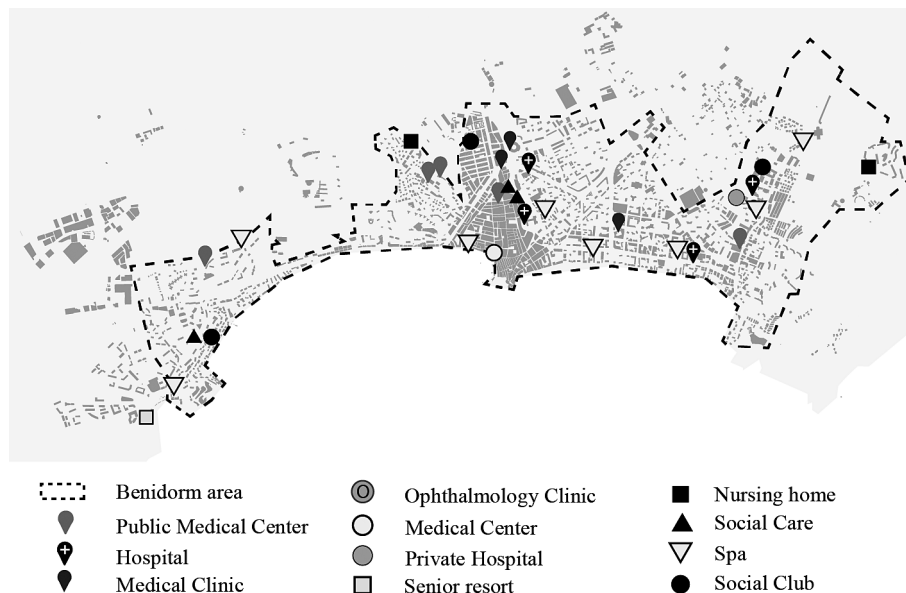 Benidorm area
Public Medical Center
Hospital
Medical Clinic
O Ophthalmology Clinic
Medical Center
Private Hospital
Senior resort
Nursing home
Social Care
Spa
Social Club